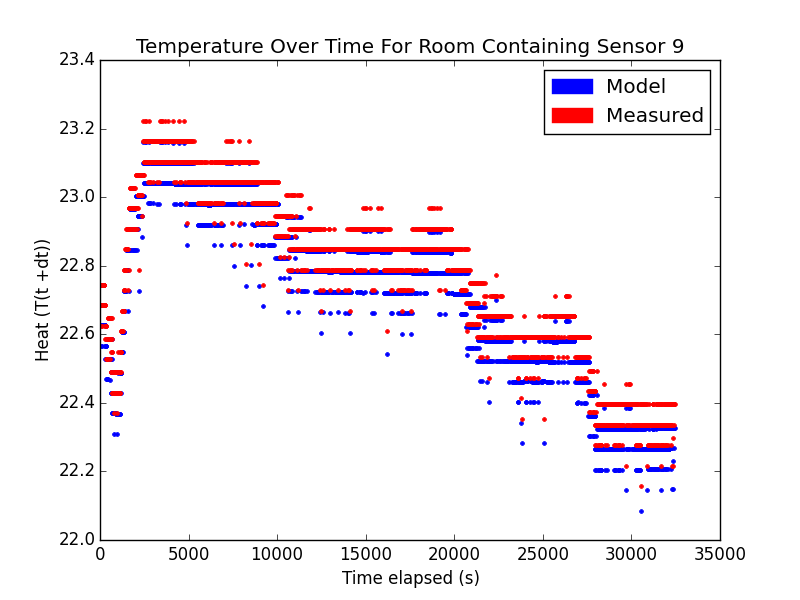 Temperature Over Time For Room Containing Sensor 9
23.4
23.2
23.0
22.8
22.6
22.4
22.2
22.0
Heat (T(t +dt))
Model
Measured
0 5000 10000 15000 20000 25000 30000 35000
Time elapsed (s)